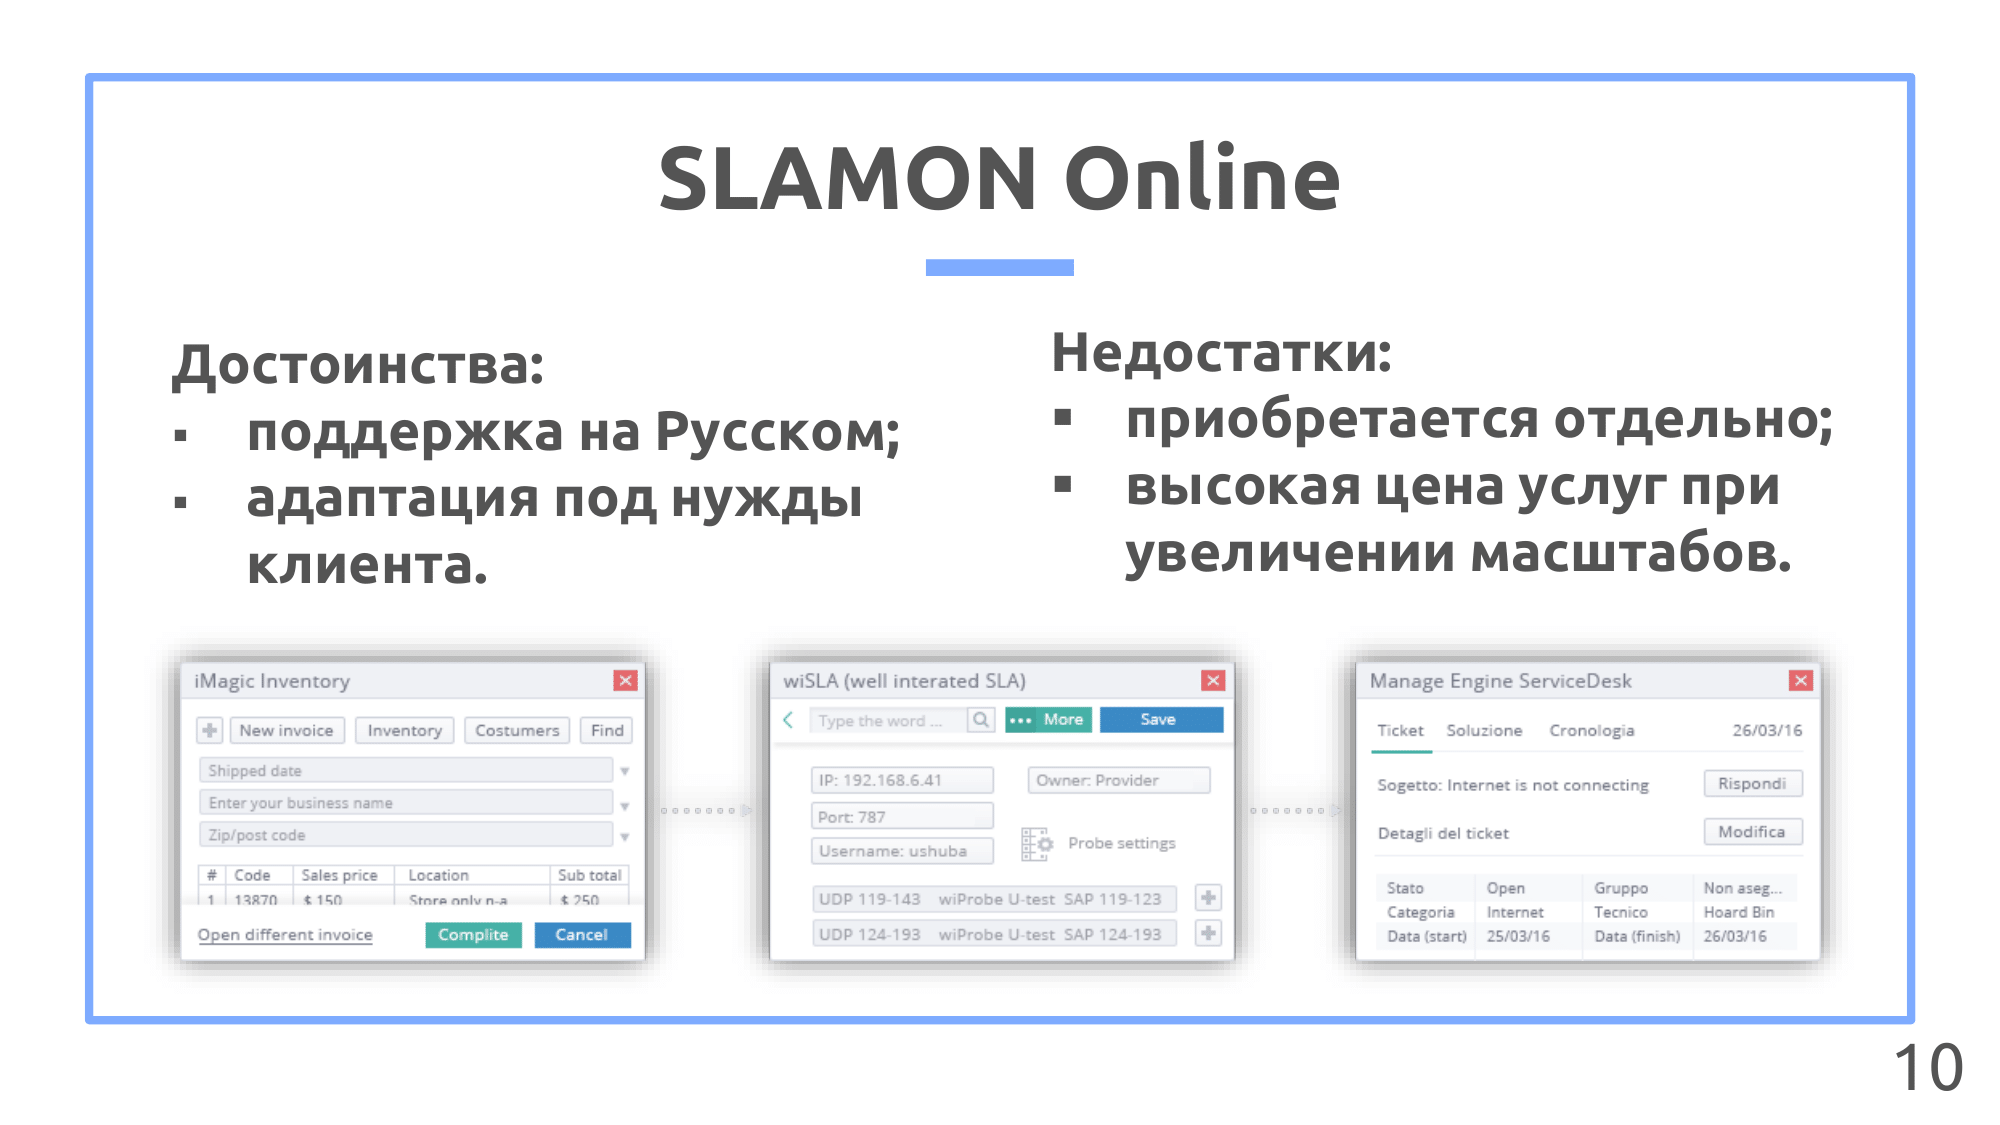 SLAMON Online
Достоинства:
▪ поддержка на Русском;
▪ адаптация под нужды
клиента.
Недостатки:
▪ приобретается отдельно;
▪ высокая цена услуг при
увеличении масштабов.
iMagic Inventory
New invoice Inventory Costumers Find
Shipped date
Enter your business name
Zip/post code
# Code Sales price Location Sub total
1 13870 $ 150 Store only n-a $ 250
Open different invoice Complite Cancel
wiSLA (well interated SLA)
Type the word ... More Save
IP: 192.168.6.41 Owner: Provider
Port: 787
Username: ushuba Probe settings
UDP 119-143 wiProbe U-test SAP 119-123
UDP 124-193 wiProbe U-test SAP 124-193
Manage Engine ServiceDesk
Ticket Soluzione Cronologia 26/03/16
Sogetto: Internet is not connecting Rispondi
Detagli del ticket Modifica
Stato Open Gruppo Non aseg...
Categoria Internet Tecnico Hoard Bin
Data (start) 25/03/16 Data (finish) 26/03/16
10